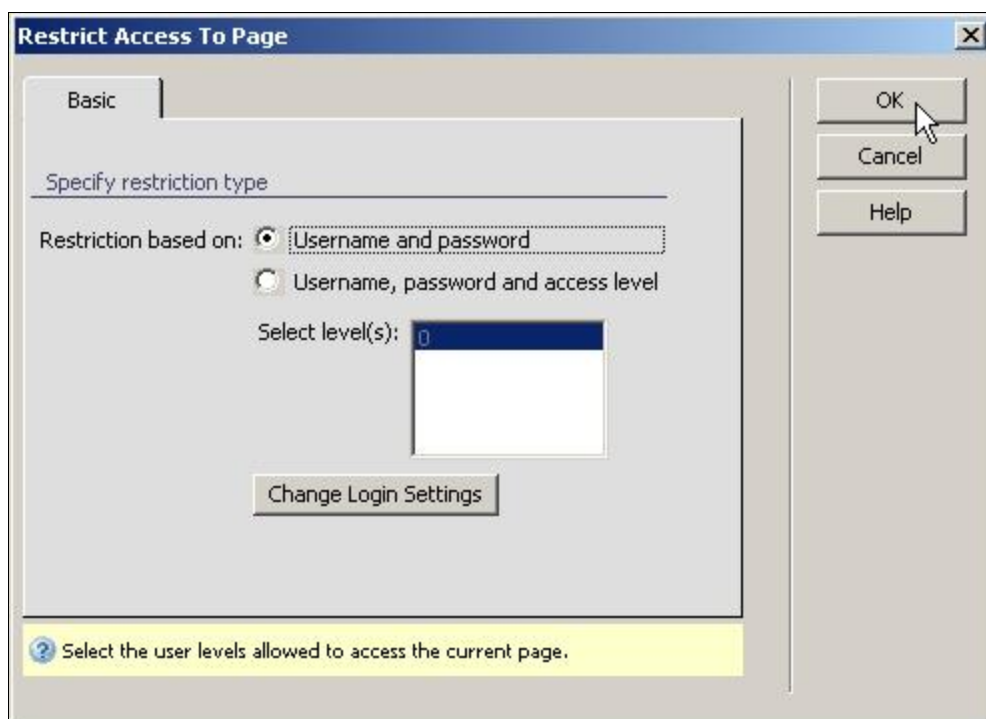 Restrict Access To Page
Basic
OK
Cancel
Help
Specify restriction type
Restriction based on: Username and password
Username, password and access level
Select level(s): 0
Change Login Settings
Select the user levels allowed to access the current page.